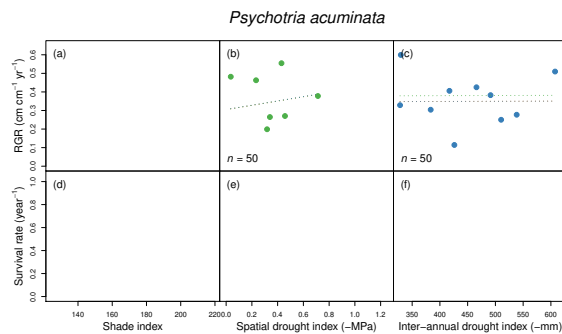 Psychotria acuminata
(a) (b) (c)
RGR (cm cm⁻¹ yr⁻¹)
0.6
0.5
0.4
0.3
0.2
0.1
0.0
n = 50 n = 50
(d) (e) (f)
Survival rate (year⁻¹)
1.0
0.8
0.6
0.4
0.2
0.0
140 160 180 200 220 0.0 0.2 0.4 0.6 0.8 1.0 1.2 350 400 450 500 550 600
Shade index Spatial drought index (−MPa) Inter−annual drought index (−mm